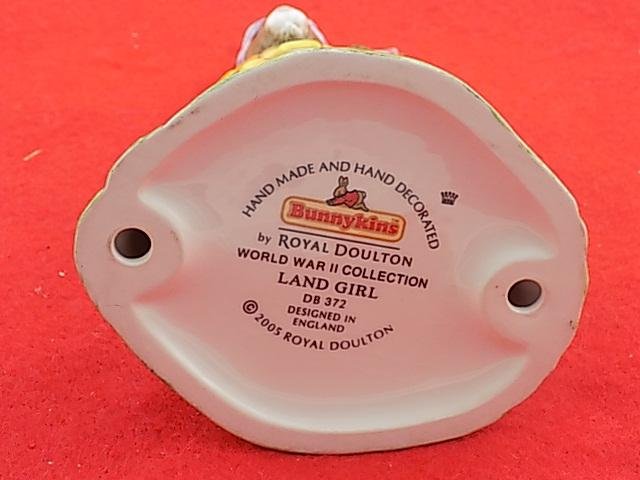 HAND MADE AND HAND DECORATED
Bunnykins
by ROYAL DOULTON
WORLD WAR II COLLECTION
LAND GIRL
DB 372
DESIGNED IN
ENGLAND
© 2005 ROYAL DOULTON